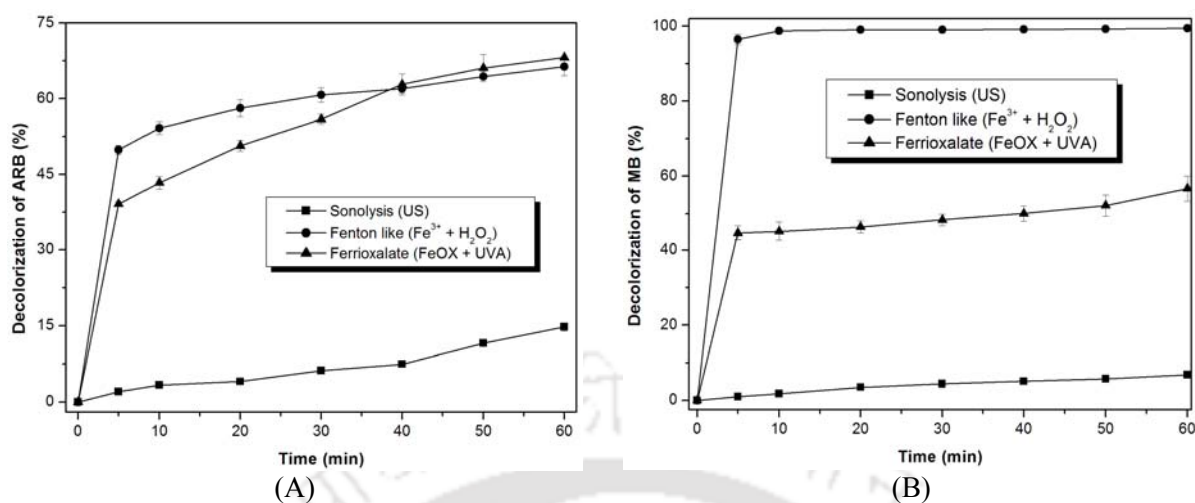 75
60
45
30
15
0
Decolorization of ARB (%)
Sonolysis (US)
Fenton like (Fe³⁺ + H₂O₂)
Ferrioxalate (FeOX + UVA)
0 10 20 30 40 50 60
Time (min)
(A)
100
80
60
40
20
0
Decolorization of MB (%)
Sonolysis (US)
Fenton like (Fe³⁺ + H₂O₂)
Ferrioxalate (FeOX + UVA)
0 10 20 30 40 50 60
Time (min)
(B)